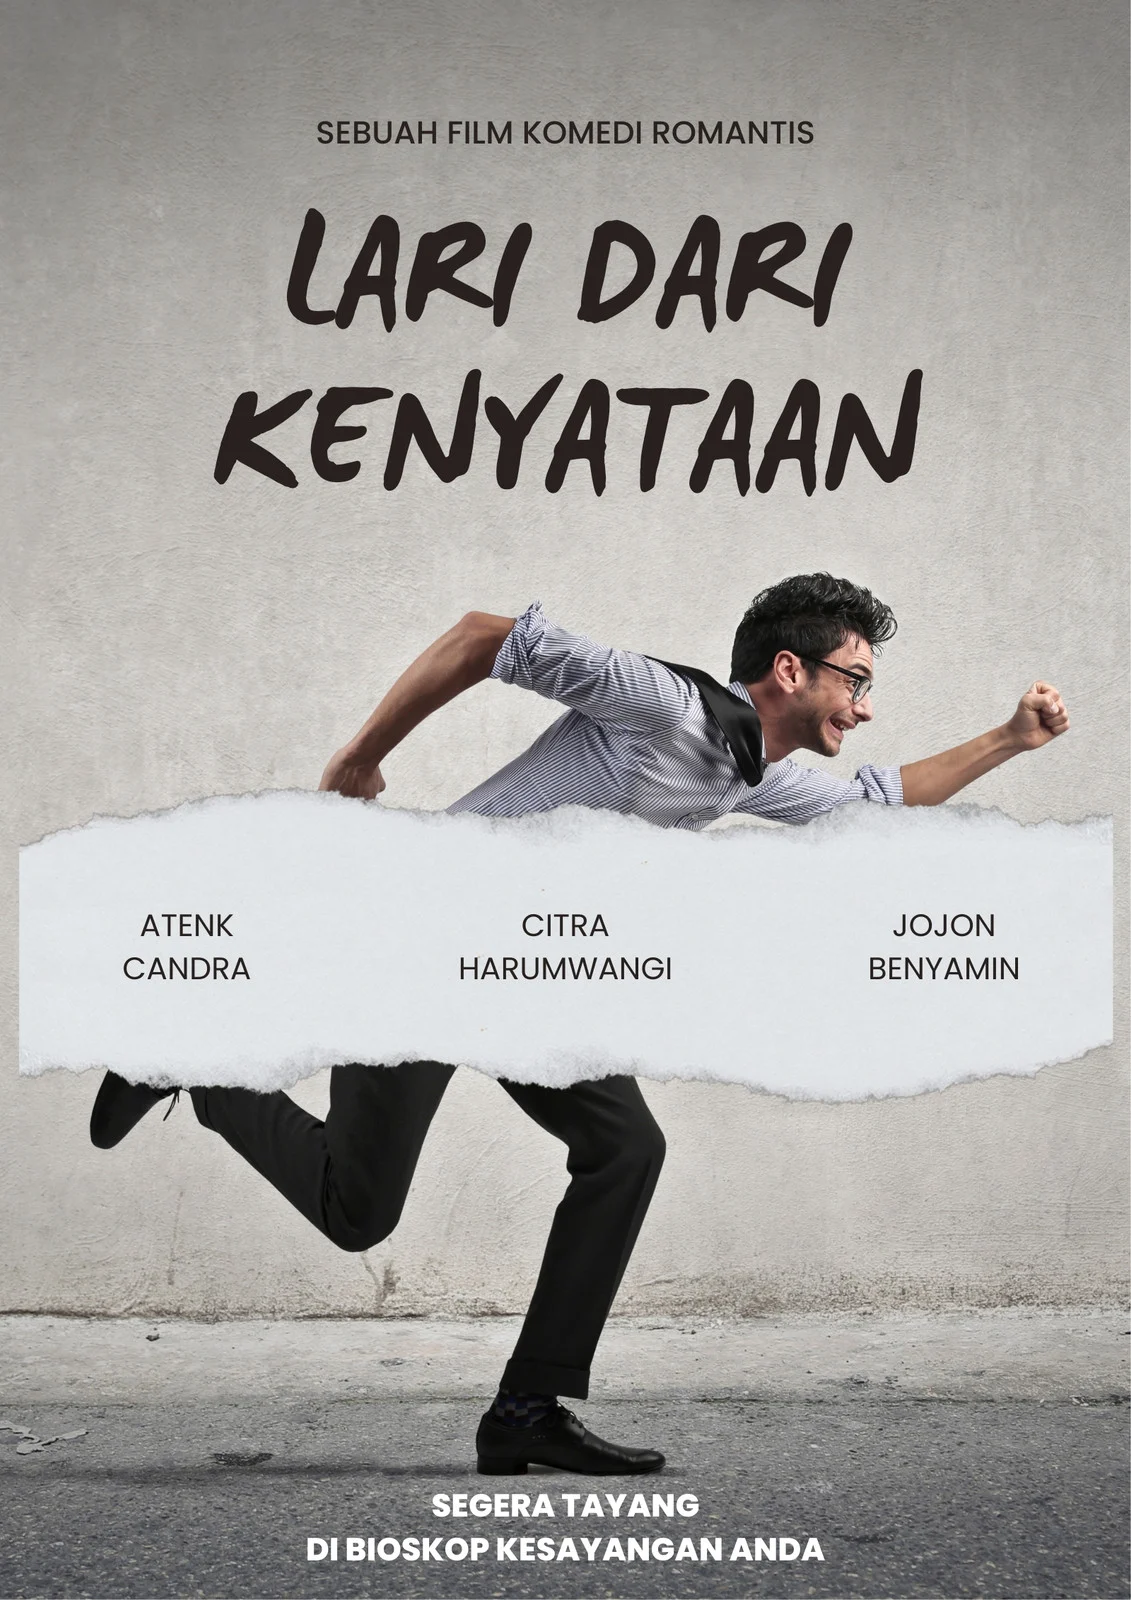 SEBUAH FILM KOMEDI ROMANTIS
LARI DARI
KENYATAAN
ATENK
CANDRA
CITRA
HARUMWANGI
JOJON
BENYAMIN
SEGERA TAYANG
DI BIOSKOP KESAYANGAN ANDA